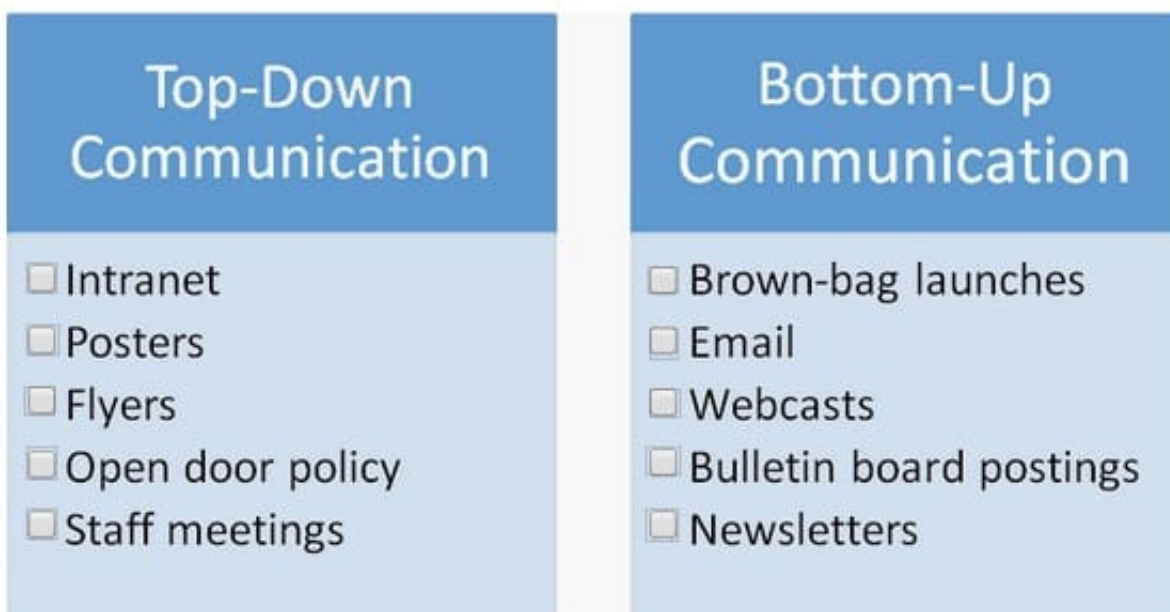 Top-Down
Communication
Intranet
Posters
Flyers
Open door policy
Staff meetings
Bottom-Up
Communication
Brown-bag launches
Email
Webcasts
Bulletin board postings
Newsletters